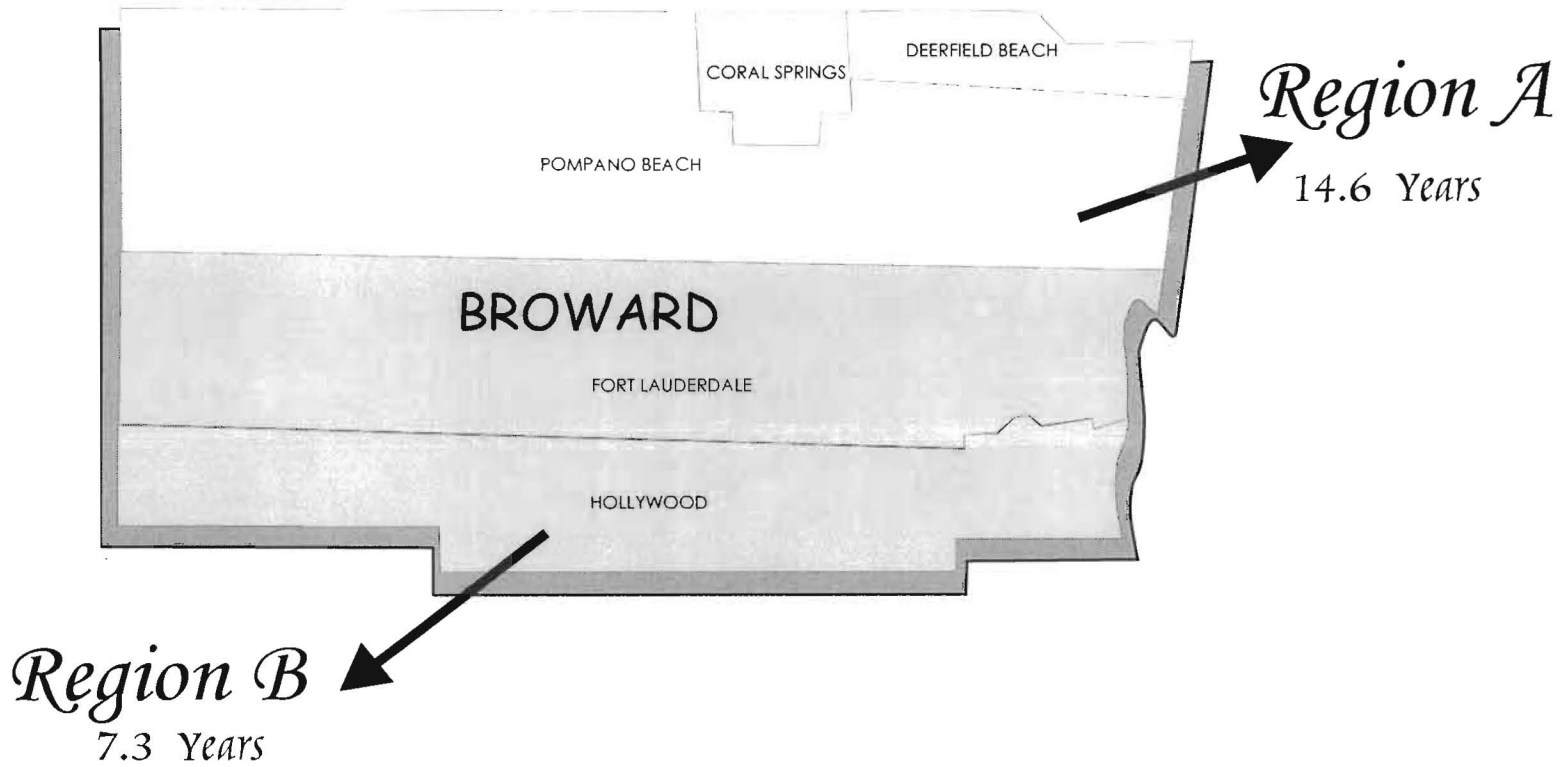 DEERFIELD BEACH
CORAL SPRINGS
Region A
14.6 Years
POMPANO BEACH
BROWARD
FORT LAUDERDALE
HOLLYWOOD
Region B
7.3 Years